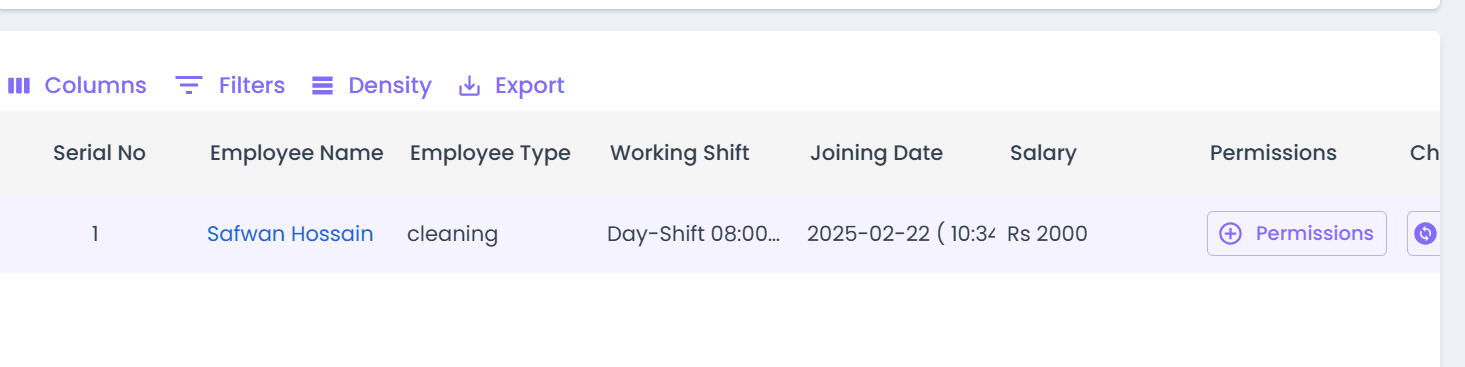 Columns Filters Density Export
Serial No Employee Name Employee Type Working Shift Joining Date Salary Permissions Ch
1 Safwan Hossain cleaning Day-Shift 08:00... 2025-02-22 ( 10:34 Rs 2000 Permissions